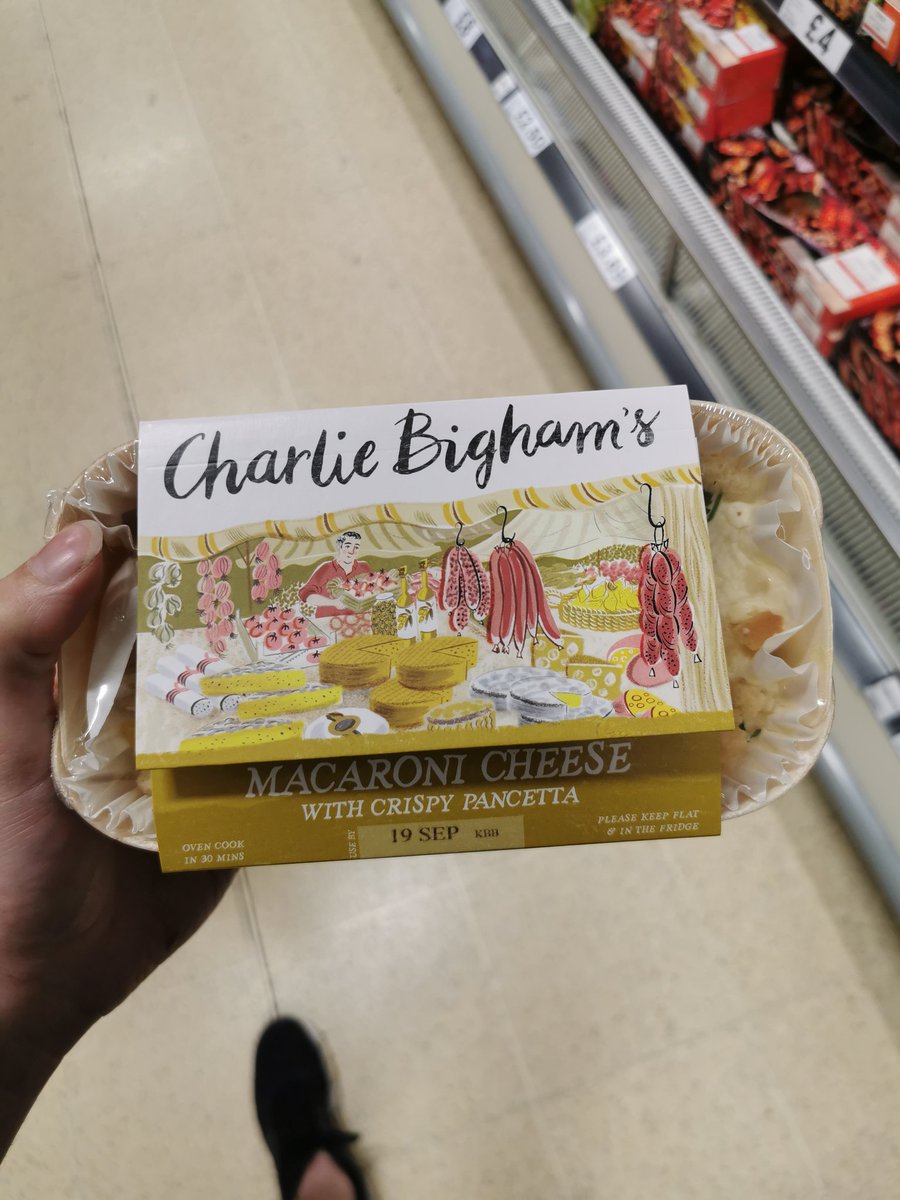 £4
Charlie Bigham's
MACARONI CHEESE
WITH CRISPY PANCETTA
OVEN COOK
IN 30 MINS
USE BY
19 SEP KBB
PLEASE KEEP FLAT
& IN THE FRIDGE